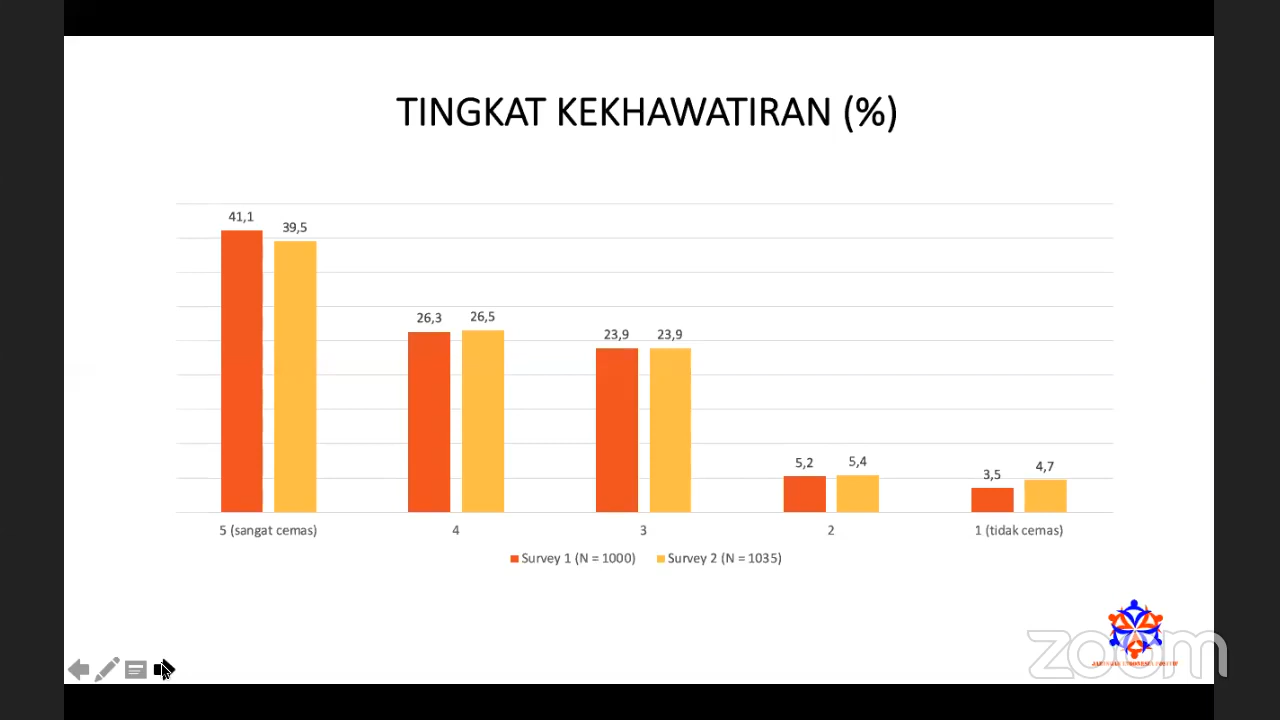 TINGKAT KEKHAWATIRAN (%)
41,1
39,5
26,3
26,5
23,9
23,9
5,2
5,4
3,5
4,7
5 (sangat cemas)
4
3
2
1 (tidak cemas)
Survey 1 (N = 1000)
Survey 2 (N = 1035)
zoom